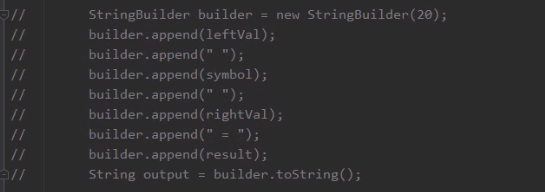 //        StringBuilder builder = new StringBuilder(20);
//        builder.append(leftVal);
//        builder.append(" ");
//        builder.append(symbol);
//        builder.append(" ");
//        builder.append(rightVal);
//        builder.append(" = ");
//        builder.append(result);
//        String output = builder.toString();